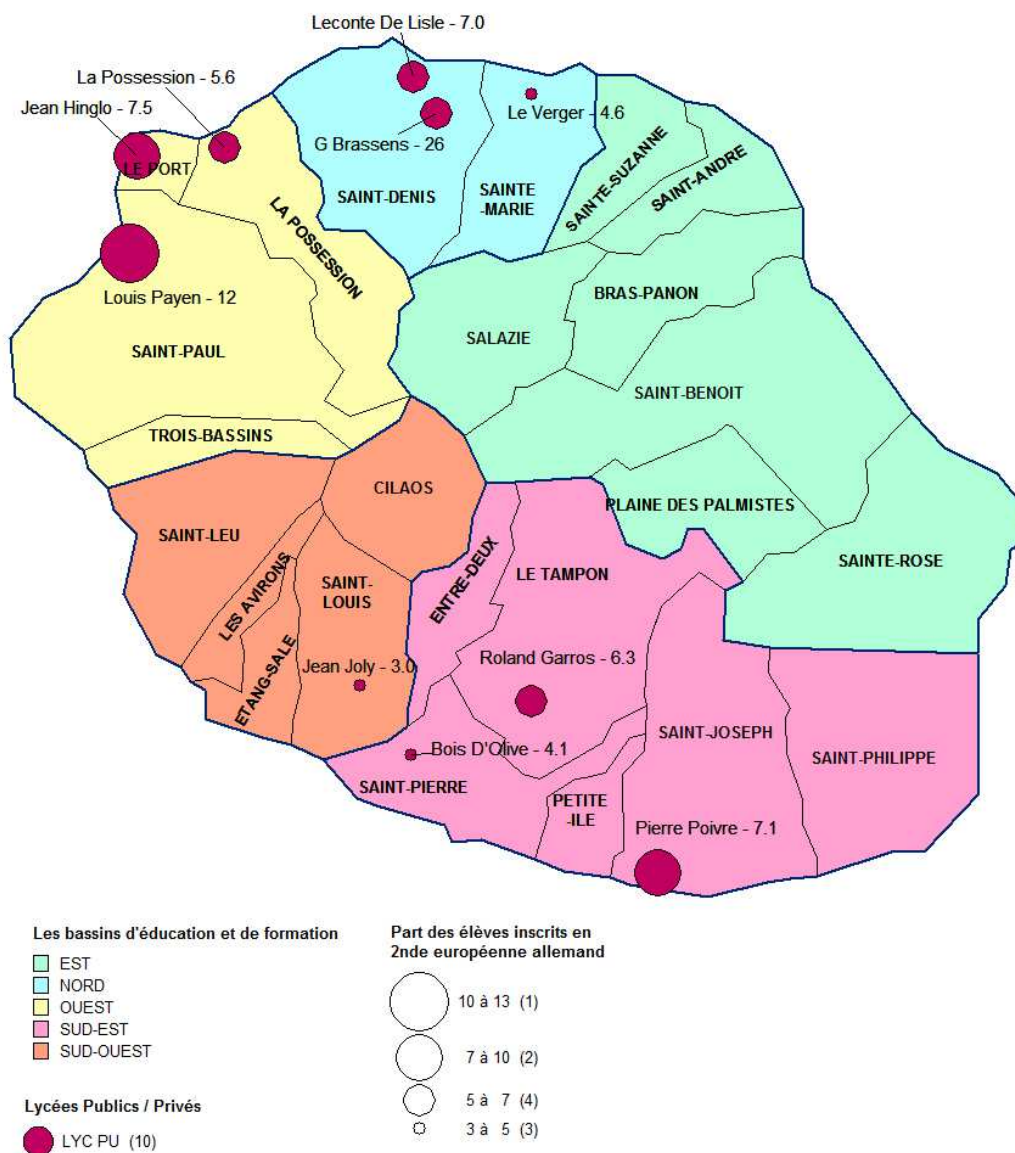 Leconte De Lisle - 7.0
La Possession - 5.6
Jean Hinglo - 7.5
Le Verger - 4.6
G Brassens - 26
LE PORT
SAINT-DENIS
SAINTE
-MARIE
SAINTE-SUZANNE
SAINT-ANDRE
LA POSSESSION
Louis Payen - 12
BRAS-PANON
SALAZIE
SAINT-PAUL
SAINT-BENOIT
TROIS-BASSINS
CILAOS
PLAINE DES PALMISTES
SAINT-LEU
SAINTE-ROSE
ENTRE-DEUX
LE TAMPON
LES AVIRONS
SAINT-
LOUIS
Roland Garros - 6.3
Jean Joly - 3.0
ETANG-SALE
SAINT-JOSEPH
Bois D'Olive - 4.1
SAINT-PHILIPPE
SAINT-PIERRE
PETITE
-ILE
Pierre Poivre - 7.1
Les bassins d'éducation et de formation
EST
NORD
OUEST
SUD-EST
SUD-OUEST
Lycées Publics / Privés
LYC PU (10)
Part des élèves inscrits en
2nde européenne allemand
10 à 13 (1)
7 à 10 (2)
5 à 7 (4)
3 à 5 (3)